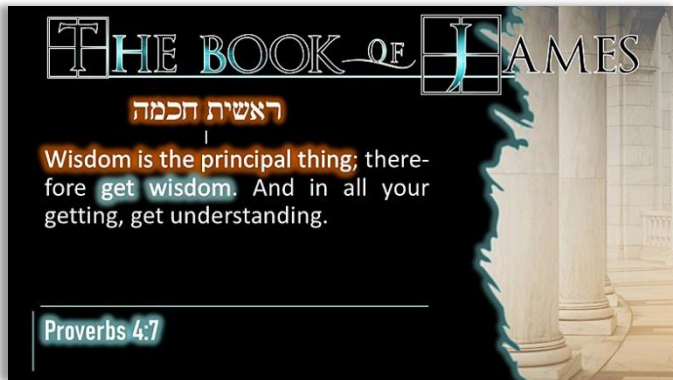 THE BOOK OF JAMES
ראשית חכמה
Wisdom is the principal thing; there-
fore get wisdom. And in all your
getting, get understanding.
Proverbs 4:7